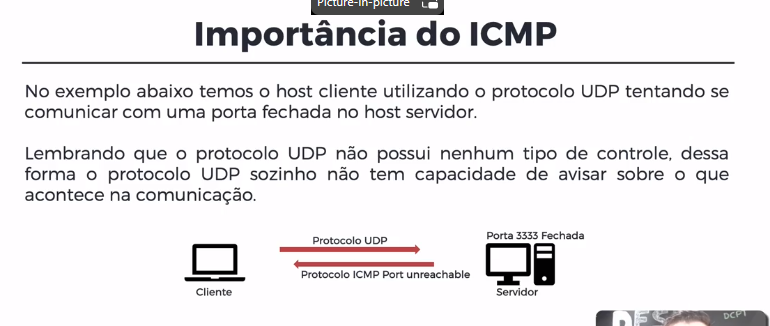 Picture-in-picture
Importância do ICMP
No exemplo abaixo temos o host cliente utilizando o protocolo UDP tentando se
comunicar com uma porta fechada no host servidor.
Lembrando que o protocolo UDP não possui nenhum tipo de controle, dessa
forma o protocolo UDP sozinho não tem capacidade de avisar sobre o que
acontece na comunicação.
Porta 3333 Fechada
Protocolo UDP
Protocolo ICMP Port unreachable
Cliente
Servidor
DCPT